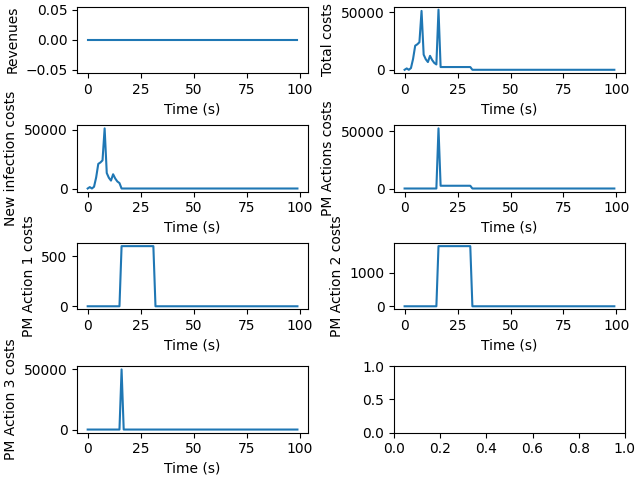 Revenues
0.05
0.00
−0.05
0 25 50 75 100
Time (s)
Total costs
50000
0
0 25 50 75 100
Time (s)
New infection costs
50000
0
0 25 50 75 100
Time (s)
PM Actions costs
50000
0
0 25 50 75 100
Time (s)
PM Action 1 costs
500
0
0 25 50 75 100
Time (s)
PM Action 2 costs
1000
0
0 25 50 75 100
Time (s)
PM Action 3 costs
50000
0
0 25 50 75 100
Time (s)
1.0
0.5
0.0
0.0 0.2 0.4 0.6 0.8 1.0